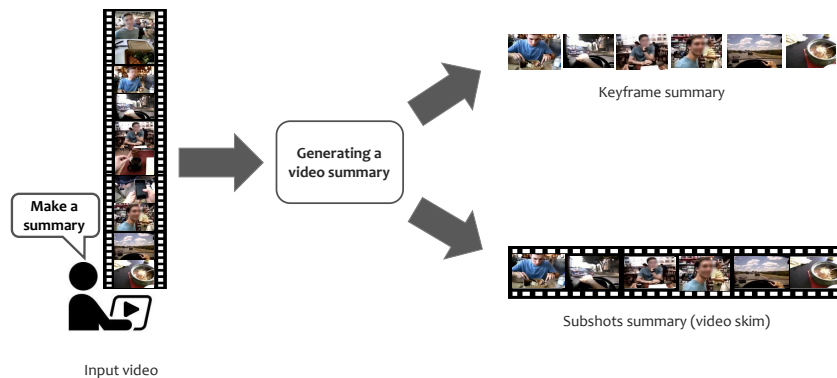 Make a
summary
Input video
Generating a
video summary
Keyframe summary
Subshots summary (video skim)